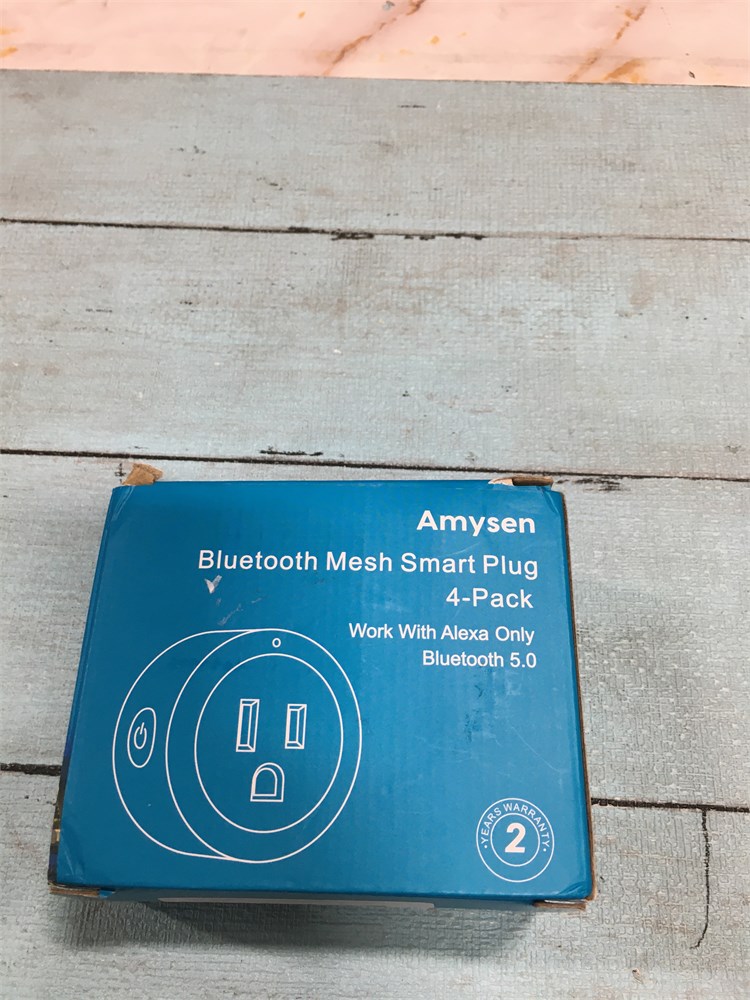 Amysen
Bluetooth Mesh Smart Plug
4-Pack
Work With Alexa Only
Bluetooth 5.0
•YEARS WARRANTY•
2